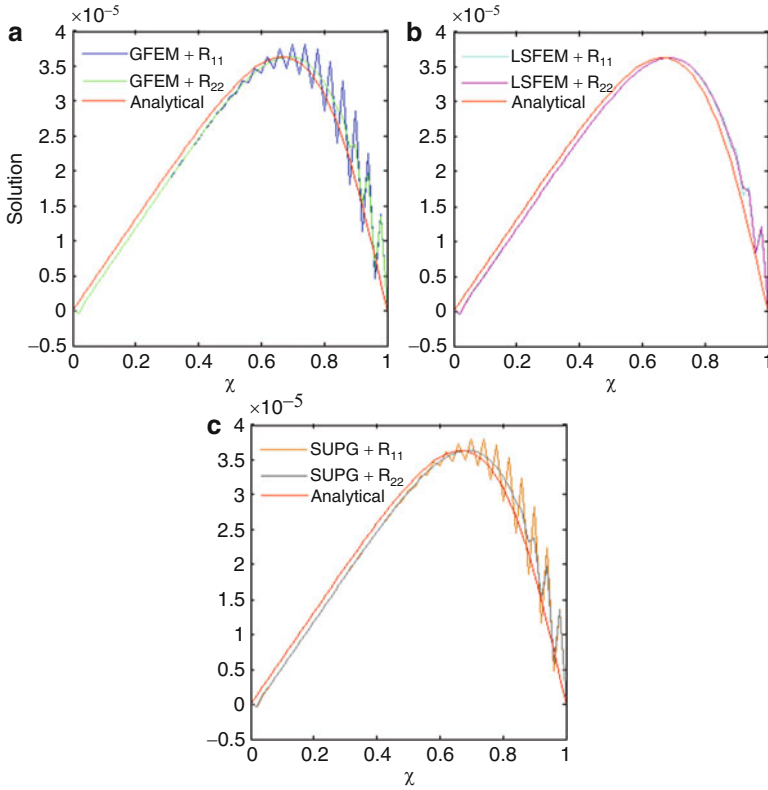 a
×10⁻⁵
4
3.5
3
2.5
2
1.5
1
0.5
0
−0.5
Solution
GFEM + R₁₁
GFEM + R₂₂
Analytical
0 0.2 0.4 0.6 0.8 1
χ
b
×10⁻⁵
4
3.5
3
2.5
2
1.5
1
0.5
0
−0.5
LSFEM + R₁₁
LSFEM + R₂₂
Analytical
0 0.2 0.4 0.6 0.8 1
χ
c
×10⁻⁵
4
3.5
3
2.5
2
1.5
1
0.5
0
−0.5
SUPG + R₁₁
SUPG + R₂₂
Analytical
0 0.2 0.4 0.6 0.8 1
χ